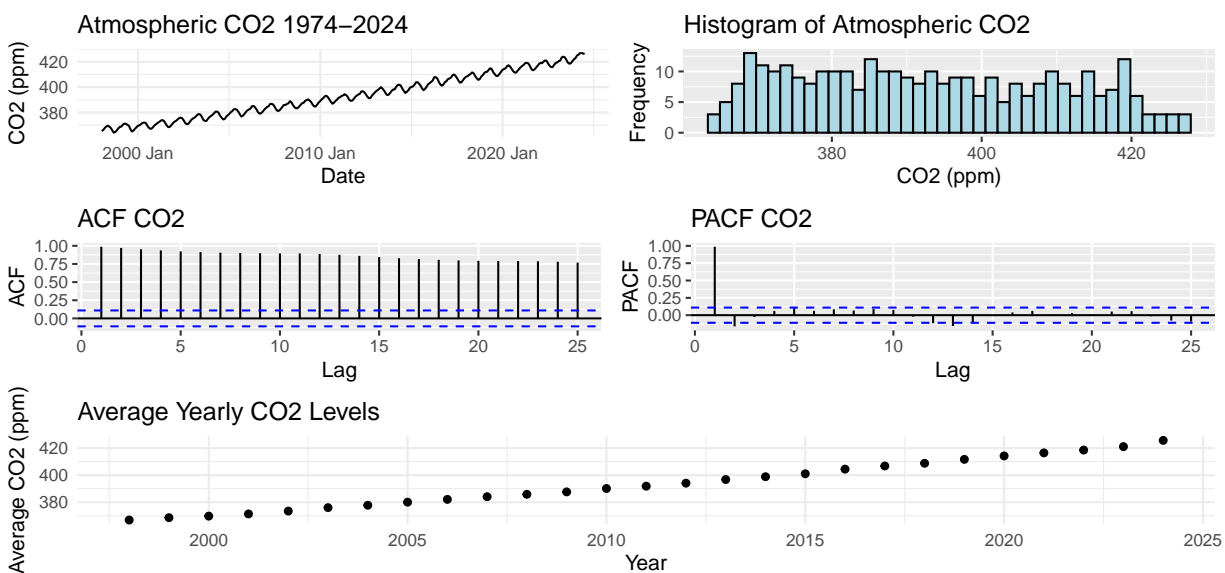 Atmospheric CO2 1974–2024
CO2 (ppm)
420
400
380
2000 Jan
2010 Jan
2020 Jan
Date
Histogram of Atmospheric CO2
Frequency
10
5
0
380
400
420
CO2 (ppm)
ACF CO2
ACF
1.00
0.75
0.50
0.25
0.00
0
5
10
15
20
25
Lag
PACF CO2
PACF
1.00
0.75
0.50
0.25
0.00
0
5
10
15
20
25
Lag
Average Yearly CO2 Levels
Average CO2 (ppm)
420
400
380
2000
2005
2010
2015
2020
2025
Year